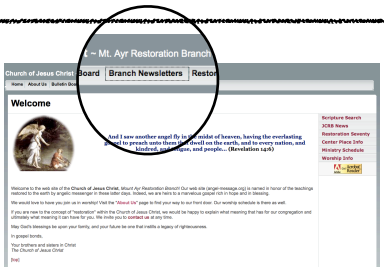 ~ Mt. Ayr Restoration Branch
Church of Jesus Christ
Board Branch Newsletters Restor
Home About Us Bulletin Boa
Welcome
And I saw another angel fly in the midst of heaven, having the everlasting
gospel to preach unto them that dwell on the earth, and to every nation, and
kindred, and tongue, and people... (Revelation 14:6)
Scripture Search
JCRB News
Restoration Seventy
Center Place Info
Ministry Schedule
Worship Info
Get Adobe Reader
Welcome to the web site of the Church of Jesus Christ, Mount Ayr Restoration Branch! Our web site (angel-message.org) is named in honor of the teachings
restored to the earth by angelic messenger in these latter days. Indeed, we are heirs to a marvelous gospel rich in hope and in blessing.
We would love to have you join us in worship! Visit the "About Us" page to find your way to our front door. Our worship schedule is there as well.
If you are new to the concept of "restoration" within the Church of Jesus Christ, we would be happy to explain what meaning that has for our congregation and
ultimately what meaning it can have for you. We invite you to contact us at any time.
May God's blessings be upon your family, and your future be one that instills a legacy of righteousness.
In gospel bonds,
Your brothers and sisters in Christ
The Church of Jesus Christ
[top]